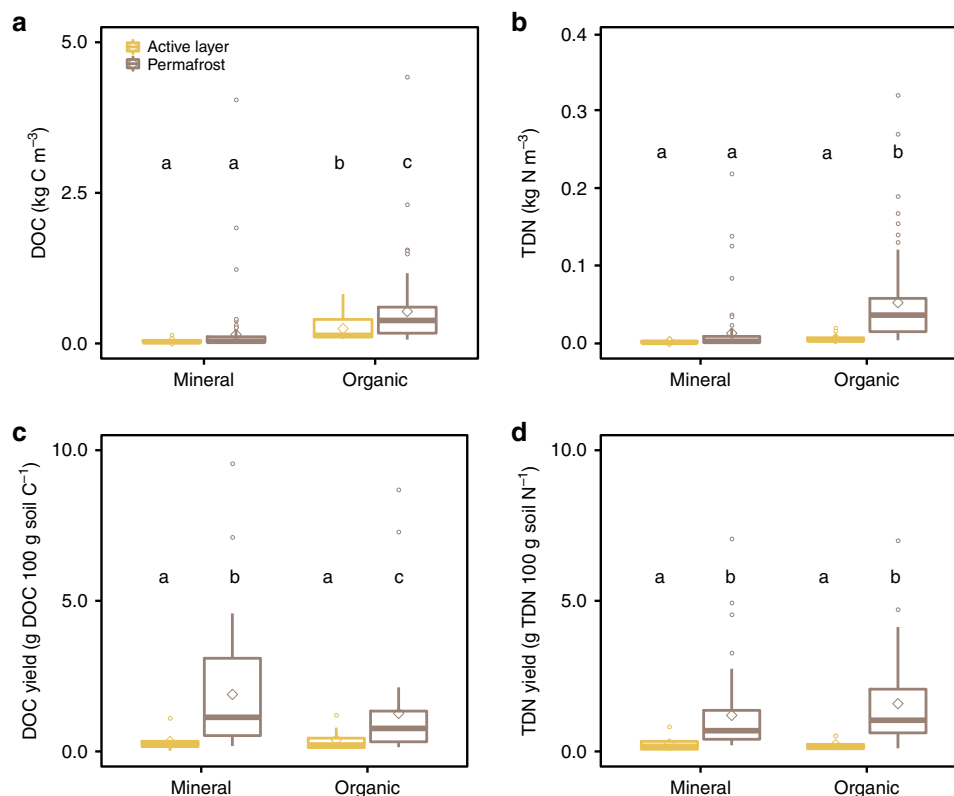 a
5.0
2.5
0.0
DOC (kg C m⁻³)
Active layer
Permafrost
a a b c
Mineral Organic
b
0.4
0.3
0.2
0.1
0.0
TDN (kg N m⁻³)
a a a b
Mineral Organic
c
10.0
5.0
0.0
DOC yield (g DOC 100 g soil C⁻¹)
a b a c
Mineral Organic
d
10.0
5.0
0.0
TDN yield (g TDN 100 g soil N⁻¹)
a b a b
Mineral Organic